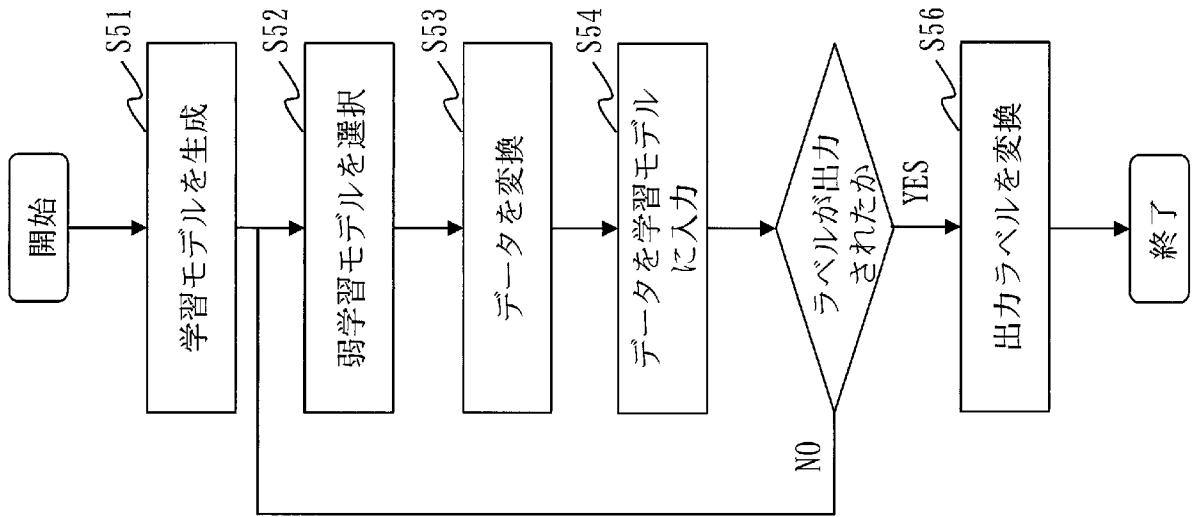 開始
S51
学習モデルを生成
S52
弱学習モデルを選択
S53
データを変換
S54
データを学習モデル
に入力
ラベルが出力
されたか
NO
YES
S56
出力ラベルを変換
終了